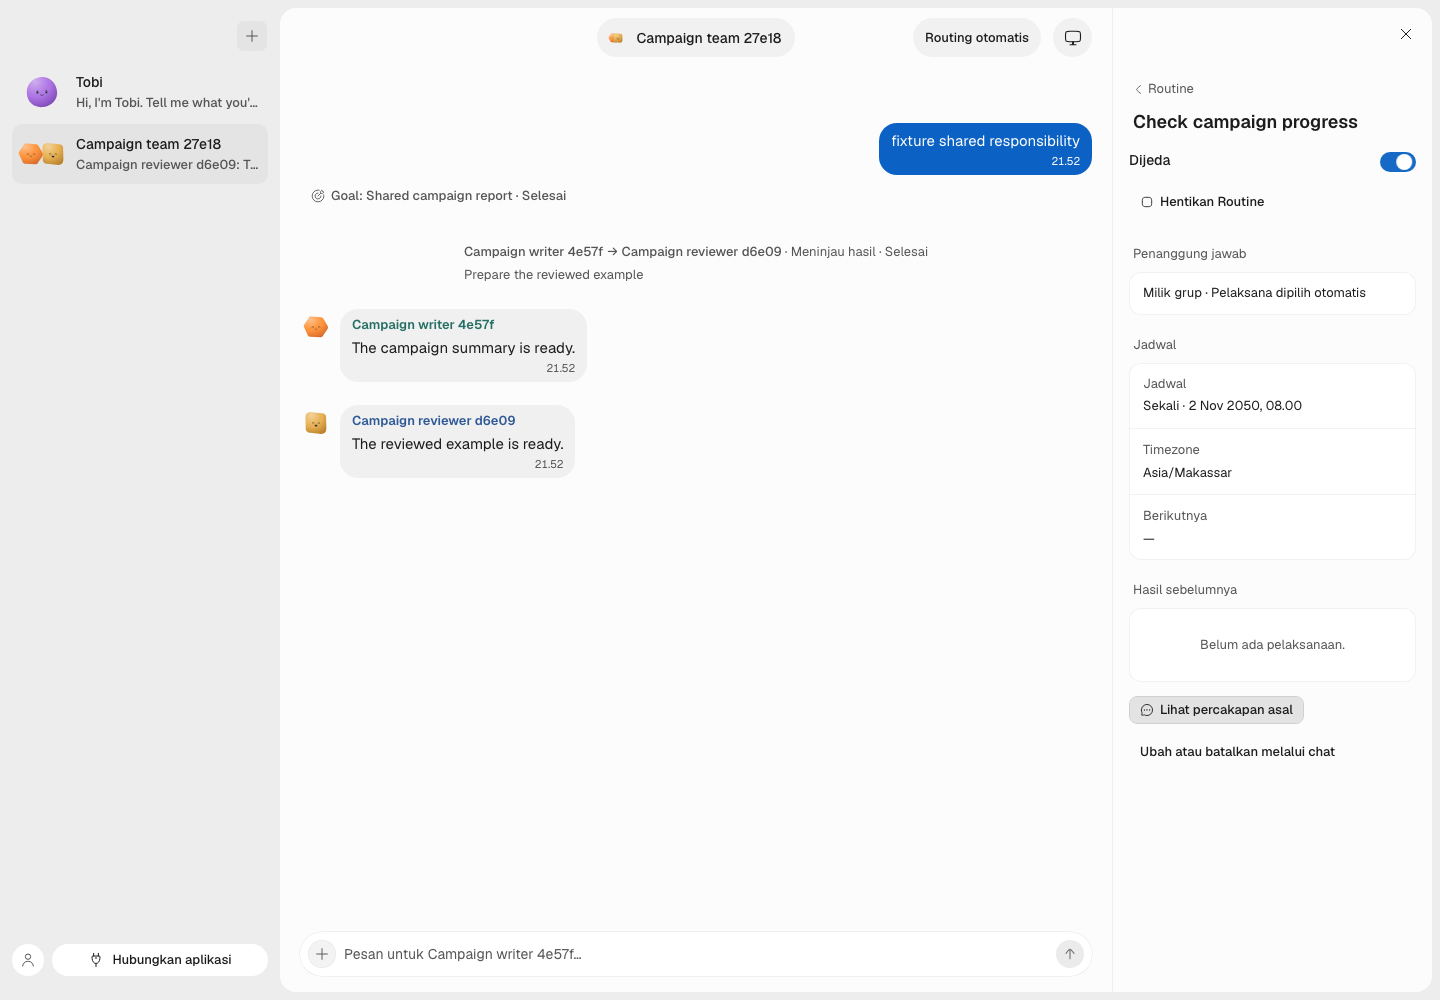 Tobi
Hi, I'm Tobi. Tell me what you'...
Campaign team 27e18
Campaign reviewer d6e09: T...
Hubungkan aplikasi
Campaign team 27e18
Routing otomatis
fixture shared responsibility
21.52
Goal: Shared campaign report · Selesai
Campaign writer 4e57f → Campaign reviewer d6e09 · Meninjau hasil · Selesai
Prepare the reviewed example
Campaign writer 4e57f
The campaign summary is ready.
21.52
Campaign reviewer d6e09
The reviewed example is ready.
21.52
Pesan untuk Campaign writer 4e57f...
Routine
Check campaign progress
Dijeda
Hentikan Routine
Penanggung jawab
Milik grup · Pelaksana dipilih otomatis
Jadwal
Jadwal
Sekali · 2 Nov 2050, 08.00
Timezone
Asia/Makassar
Berikutnya
—
Hasil sebelumnya
Belum ada pelaksanaan.
Lihat percakapan asal
Ubah atau batalkan melalui chat